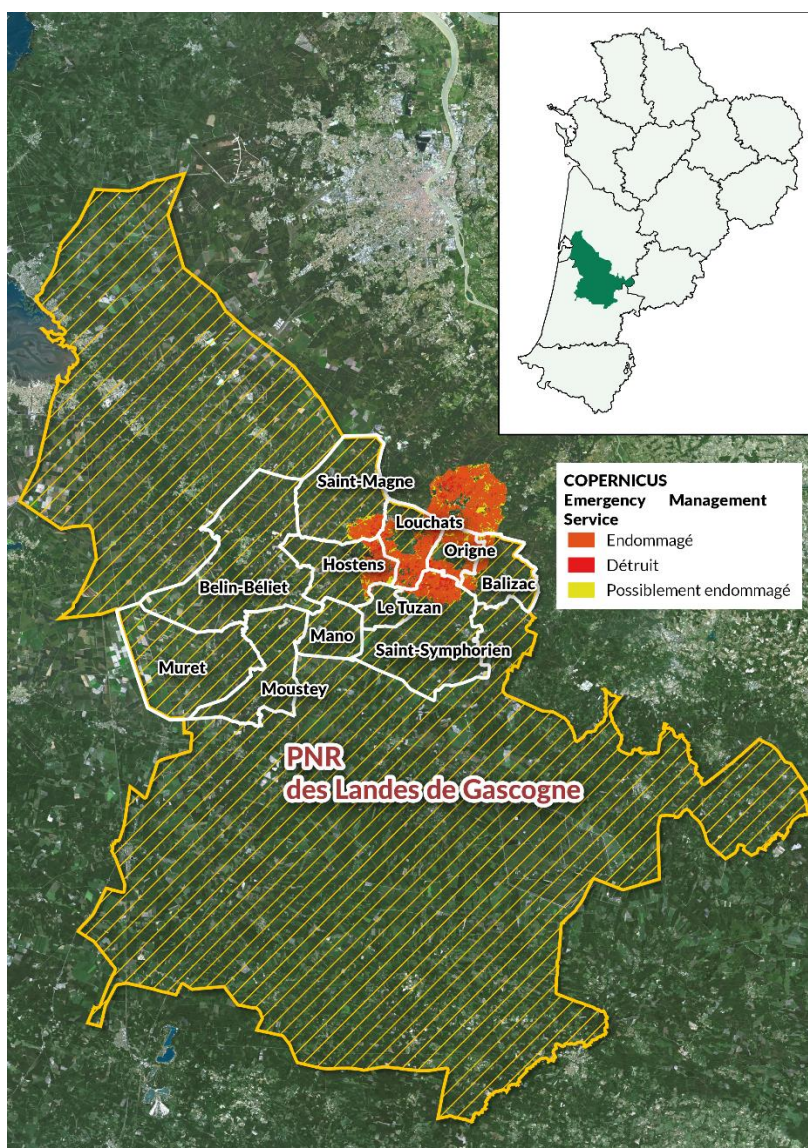 COPERNICUS
Emergency Management
Service
Endommagé
Détruit
Possiblement endommagé
Saint-Magne
Louchats
Origne
Hostens
Balizac
Belin-Béliet
Le Tuzan
Mano
Saint-Symphorien
Muret
Moustey
PNR
des Landes de Gascogne